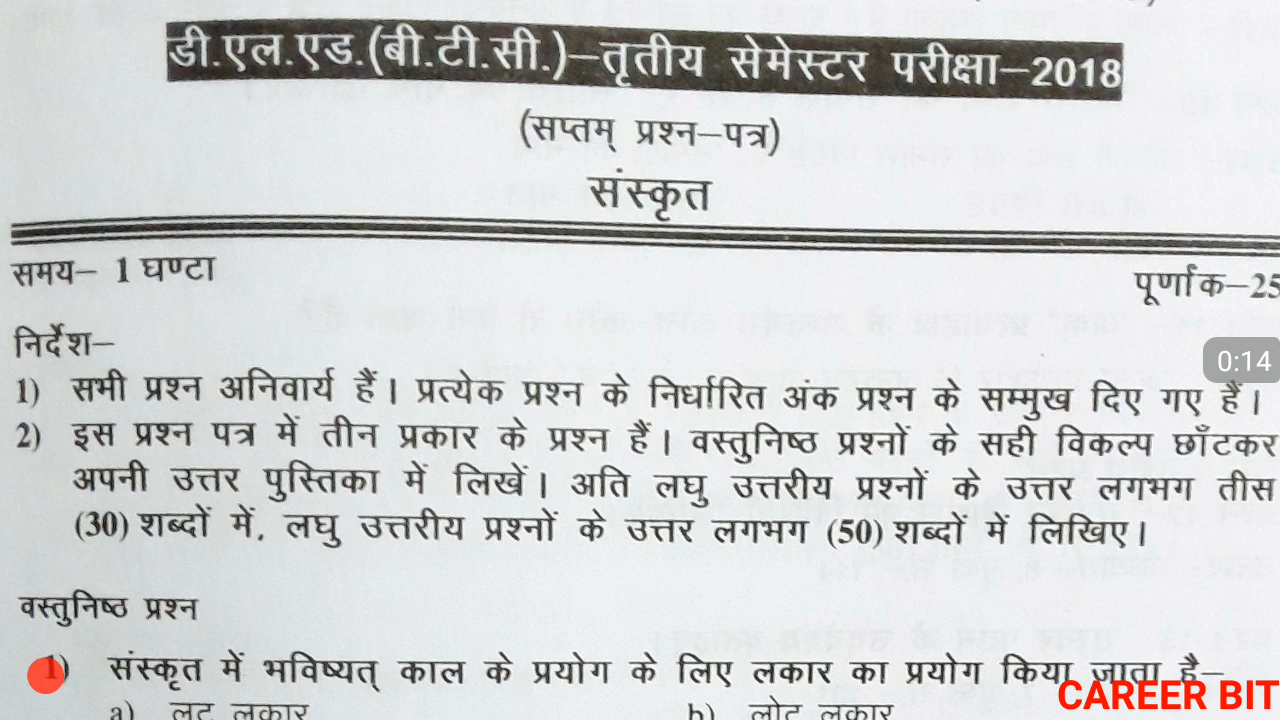 डी.एल.एड.(बी.टी.सी.)–तृतीय सेमेस्टर परीक्षा–2018
(सप्तम् प्रश्न–पत्र)
संस्कृत
समय– 1 घण्टा
पूर्णांक–25
निर्देश–
1) सभी प्रश्न अनिवार्य हैं। प्रत्येक प्रश्न के निर्धारित अंक प्रश्न के सम्मुख दिए गए हैं।
0:14
2) इस प्रश्न पत्र में तीन प्रकार के प्रश्न हैं। वस्तुनिष्ठ प्रश्नों के सही विकल्प छाँटकर
अपनी उत्तर पुस्तिका में लिखें। अति लघु उत्तरीय प्रश्नों के उत्तर लगभग तीस
(30) शब्दों में, लघु उत्तरीय प्रश्नों के उत्तर लगभग (50) शब्दों में लिखिए।
वस्तुनिष्ठ प्रश्न
1) संस्कृत में भविष्यत् काल के प्रयोग के लिए लकार का प्रयोग किया जाता है–
CAREER BIT
a) लट लकार
b) लोट लकार